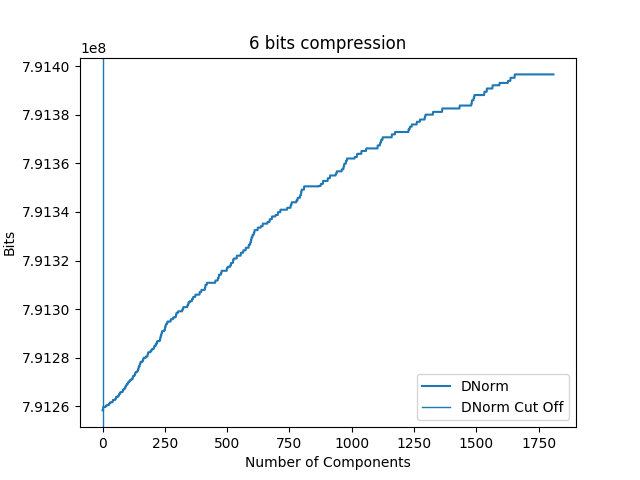 6 bits compression
1e8
7.9140
7.9138
7.9136
7.9134
7.9132
7.9130
7.9128
7.9126
Bits
DNorm
DNorm Cut Off
0 250 500 750 1000 1250 1500 1750
Number of Components